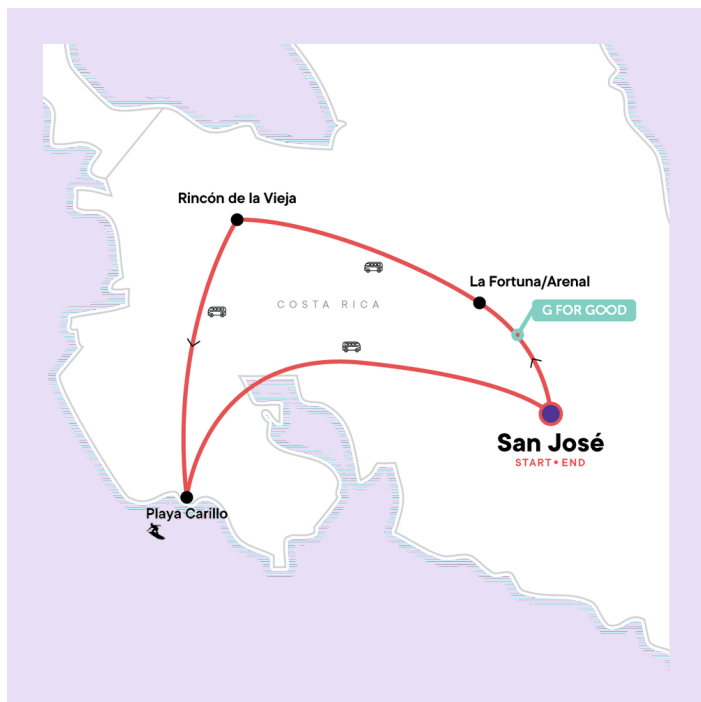 Rincón de la Vieja
La Fortuna/Arenal
COSTA RICA
G FOR GOOD
San José
START • END
Playa Carillo